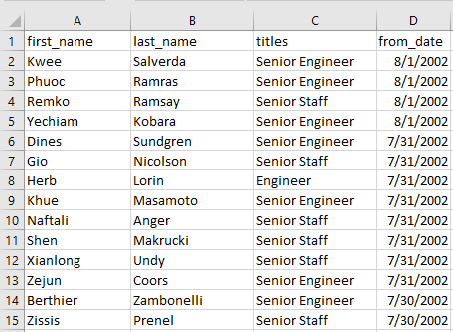 A B C D
1 first_name last_name titles from_date
2 Kwee Salverda Senior Engineer 8/1/2002
3 Phuoc Ramras Senior Engineer 8/1/2002
4 Remko Ramsay Senior Staff 8/1/2002
5 Yechiam Kobara Senior Engineer 8/1/2002
6 Dines Sundgren Senior Engineer 7/31/2002
7 Gio Nicolson Senior Staff 7/31/2002
8 Herb Lorin Engineer 7/31/2002
9 Khue Masamoto Senior Engineer 7/31/2002
10 Naftali Anger Senior Staff 7/31/2002
11 Shen Makrucki Senior Staff 7/31/2002
12 Xianlong Undy Senior Staff 7/31/2002
13 Zejun Coors Senior Engineer 7/31/2002
14 Berthier Zambonelli Senior Engineer 7/30/2002
15 Zissis Prenel Senior Staff 7/30/2002